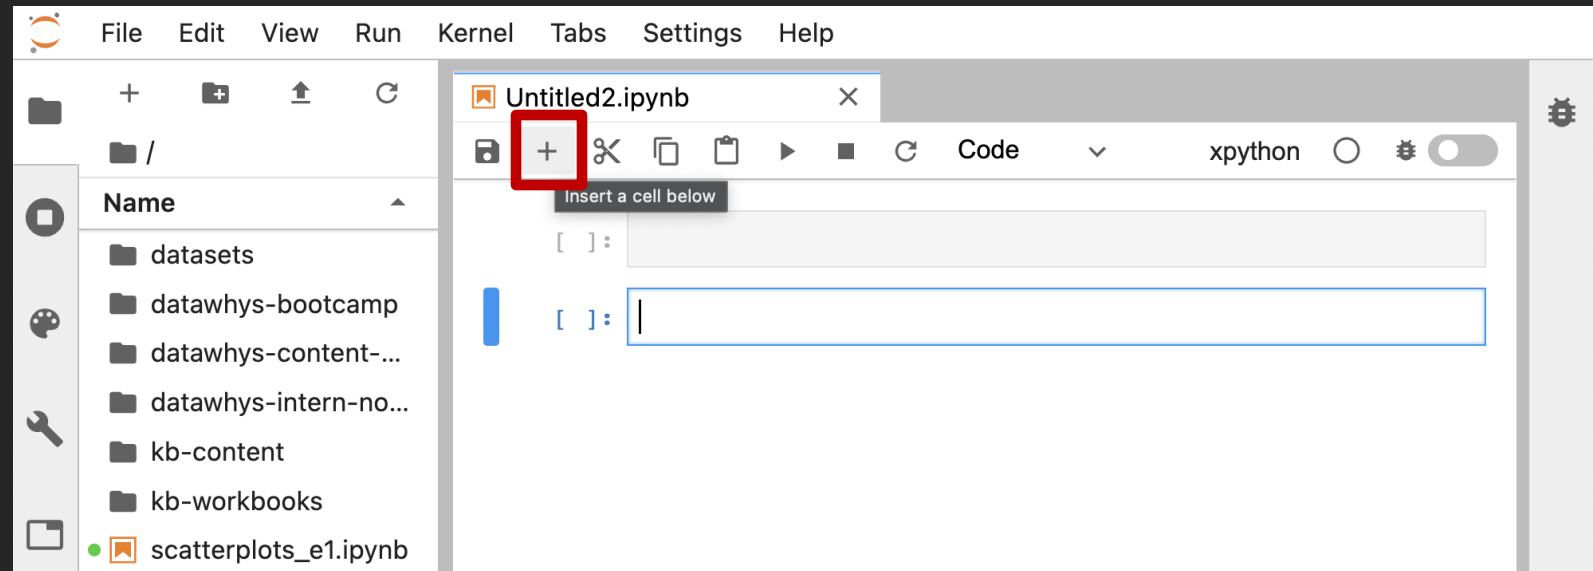 File Edit View Run Kernel Tabs Settings Help
Untitled2.ipynb
Code xpython
/
Insert a cell below
Name
[ ]:
[ ]:
datasets
datawhys-bootcamp
datawhys-content-...
datawhys-intern-no...
kb-content
kb-workbooks
scatterplots_e1.ipynb